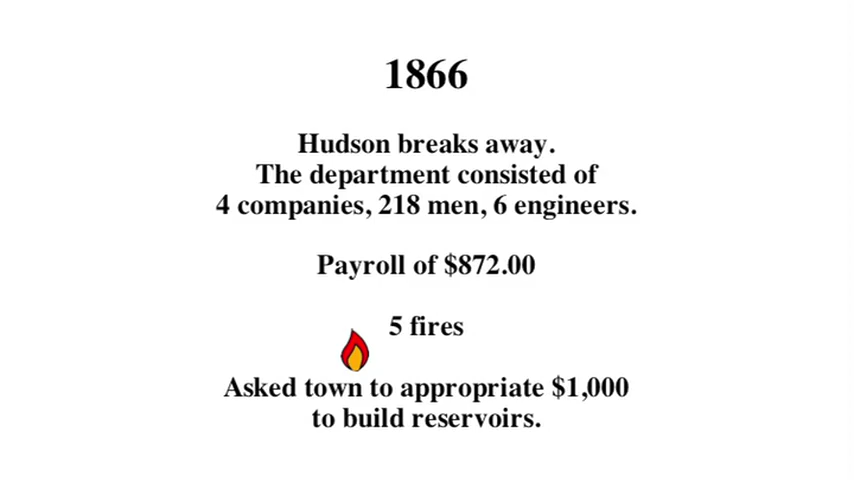 1866
Hudson breaks away.
The department consisted of
4 companies, 218 men, 6 engineers.
Payroll of $872.00
5 fires
Asked town to appropriate $1,000
to build reservoirs.